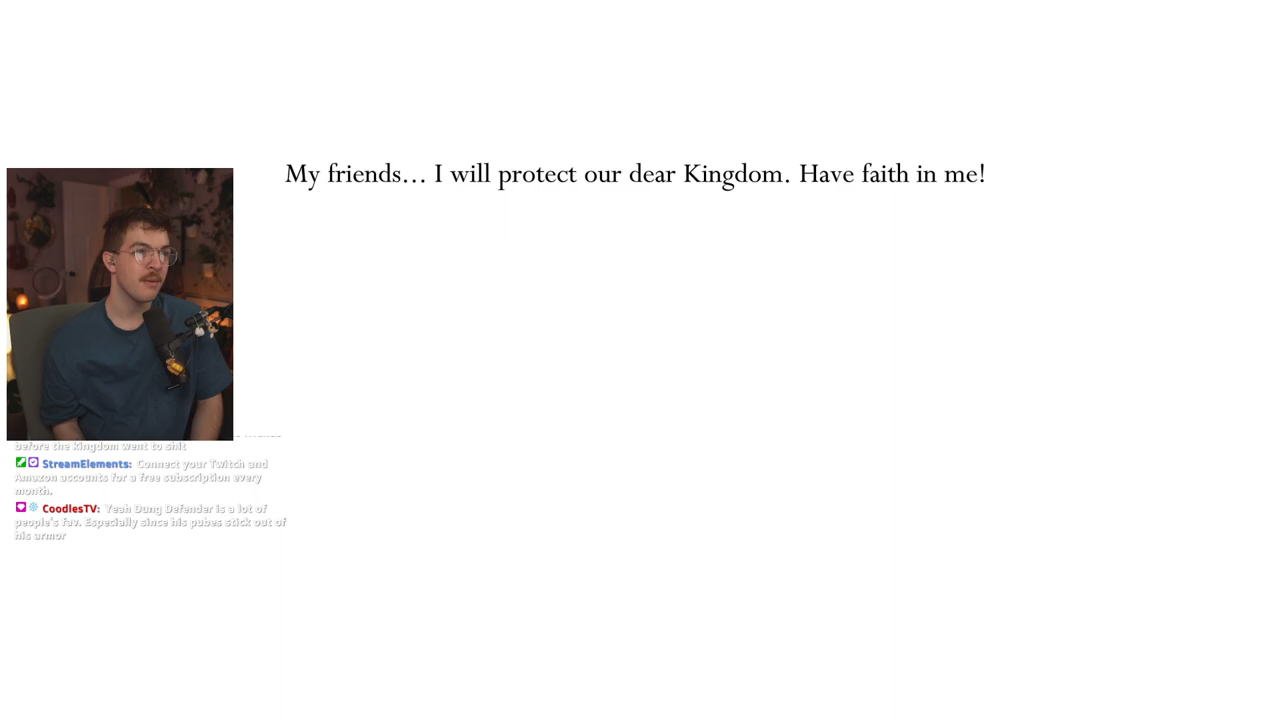 My friends... I will protect our dear Kingdom. Have faith in me!
before the kingdom went to shit
StreamElements: Connect your Twitch and
Amazon accounts for a free subscription every
month.
CoodlesTV: Yeah Dung Defender is a lot of
people's fav. Especially since his pubes stick out of
his armor